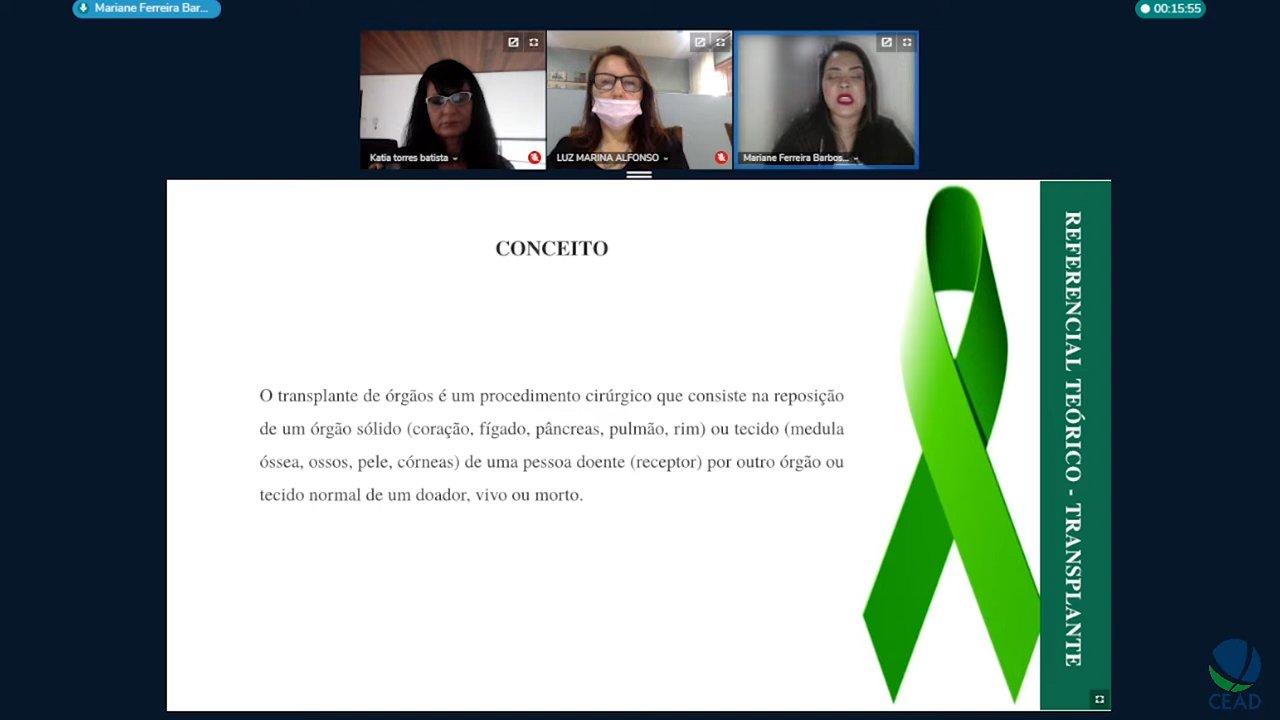 Mariane Ferreira Bar...
00:15:55
Katia torres batista
LUZ MARINA ALFONSO
Mariane Ferreira Barbos...
CONCEITO
O transplante de órgãos é um procedimento cirúrgico que consiste na reposição
de um órgão sólido (coração, fígado, pâncreas, pulmão, rim) ou tecido (medula
óssea, ossos, pele, córneas) de uma pessoa doente (receptor) por outro órgão ou
tecido normal de um doador, vivo ou morto.
REFERENCIAL TEÓRICO - TRANSPLANTE
CEAD